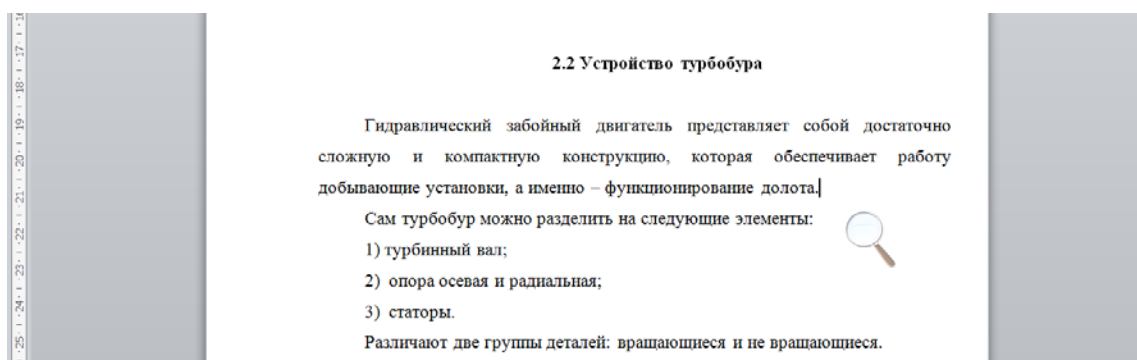 2.2 Устройство турбобура
Гидравлический забойный двигатель представляет собой достаточно
сложную и компактную конструкцию, которая обеспечивает работу
добывающие установки, а именно – функционирование долота.
Сам турбобур можно разделить на следующие элементы:
1) турбинный вал;
2) опора осевая и радиальная;
3) статоры.
Различают две группы деталей: вращающиеся и не вращающиеся.